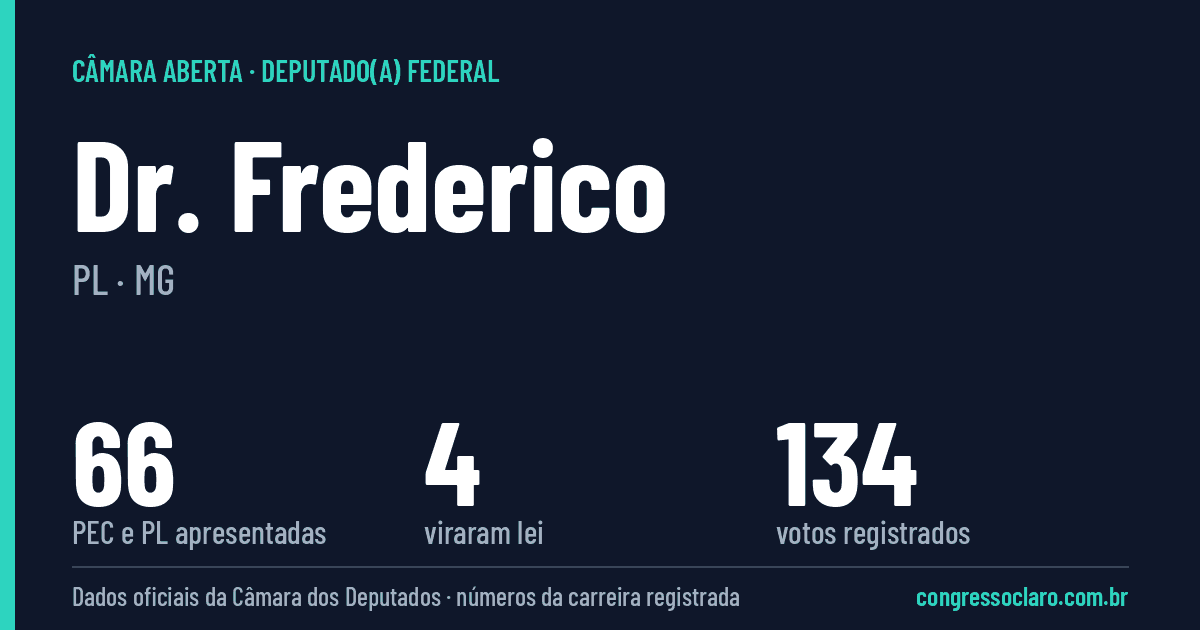 CÂMARA ABERTA · DEPUTADO(A) FEDERAL
Dr. Frederico
PL · MG
66 4 134
PEC e PL apresentadas viraram lei votos registrados
Dados oficiais da Câmara dos Deputados · números da carreira registrada congressoclaro.com.br